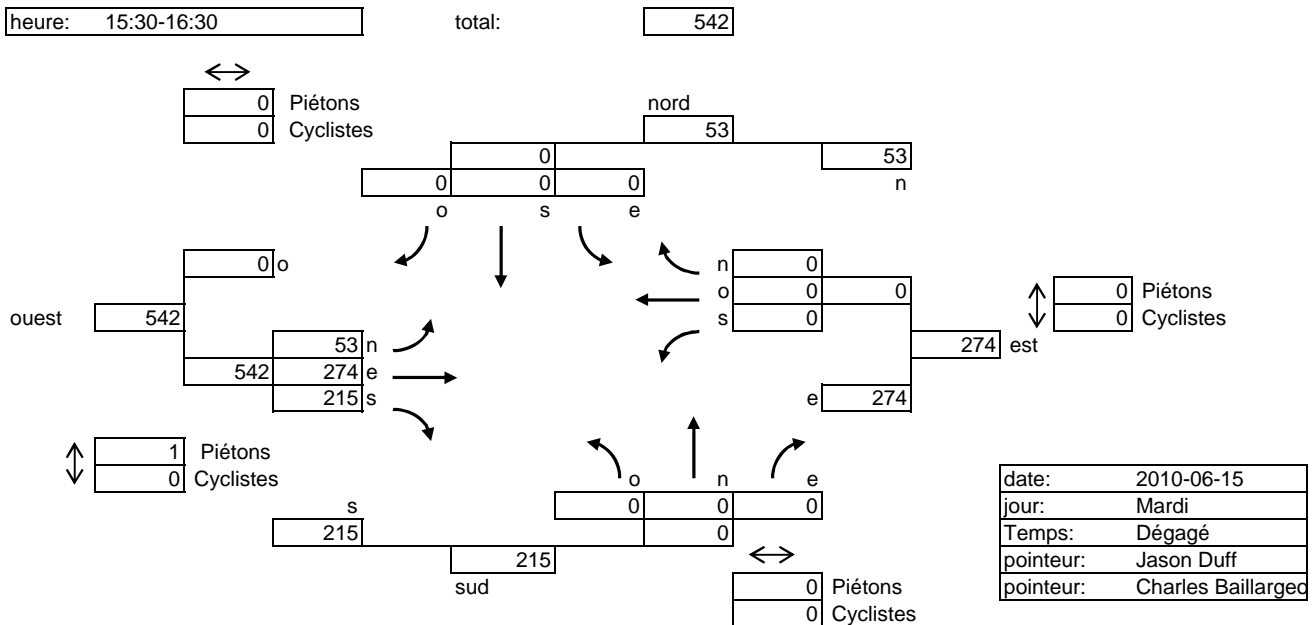 heure: 15:30-16:30 total: 542
0 Piétons
0 Cyclistes
nord
53
0 53
0 0 0 n
o s e
0 o n 0
o 0 0 0 Piétons
ouest 542 s 0 0 Cyclistes
53 n 274 est
542 274 e
215 s e 274
1 Piétons
0 Cyclistes
o n e date: 2010-06-15
s 0 0 0 jour: Mardi
215 0 Temps: Dégagé
215 pointeur: Jason Duff
sud 0 Piétons pointeur: Charles Baillargeo
0 Cyclistes